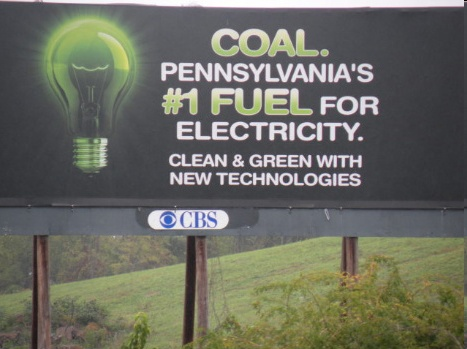 COAL.
PENNSYLVANIA'S
#1 FUEL FOR
ELECTRICITY.
CLEAN & GREEN WITH
NEW TECHNOLOGIES
CBS